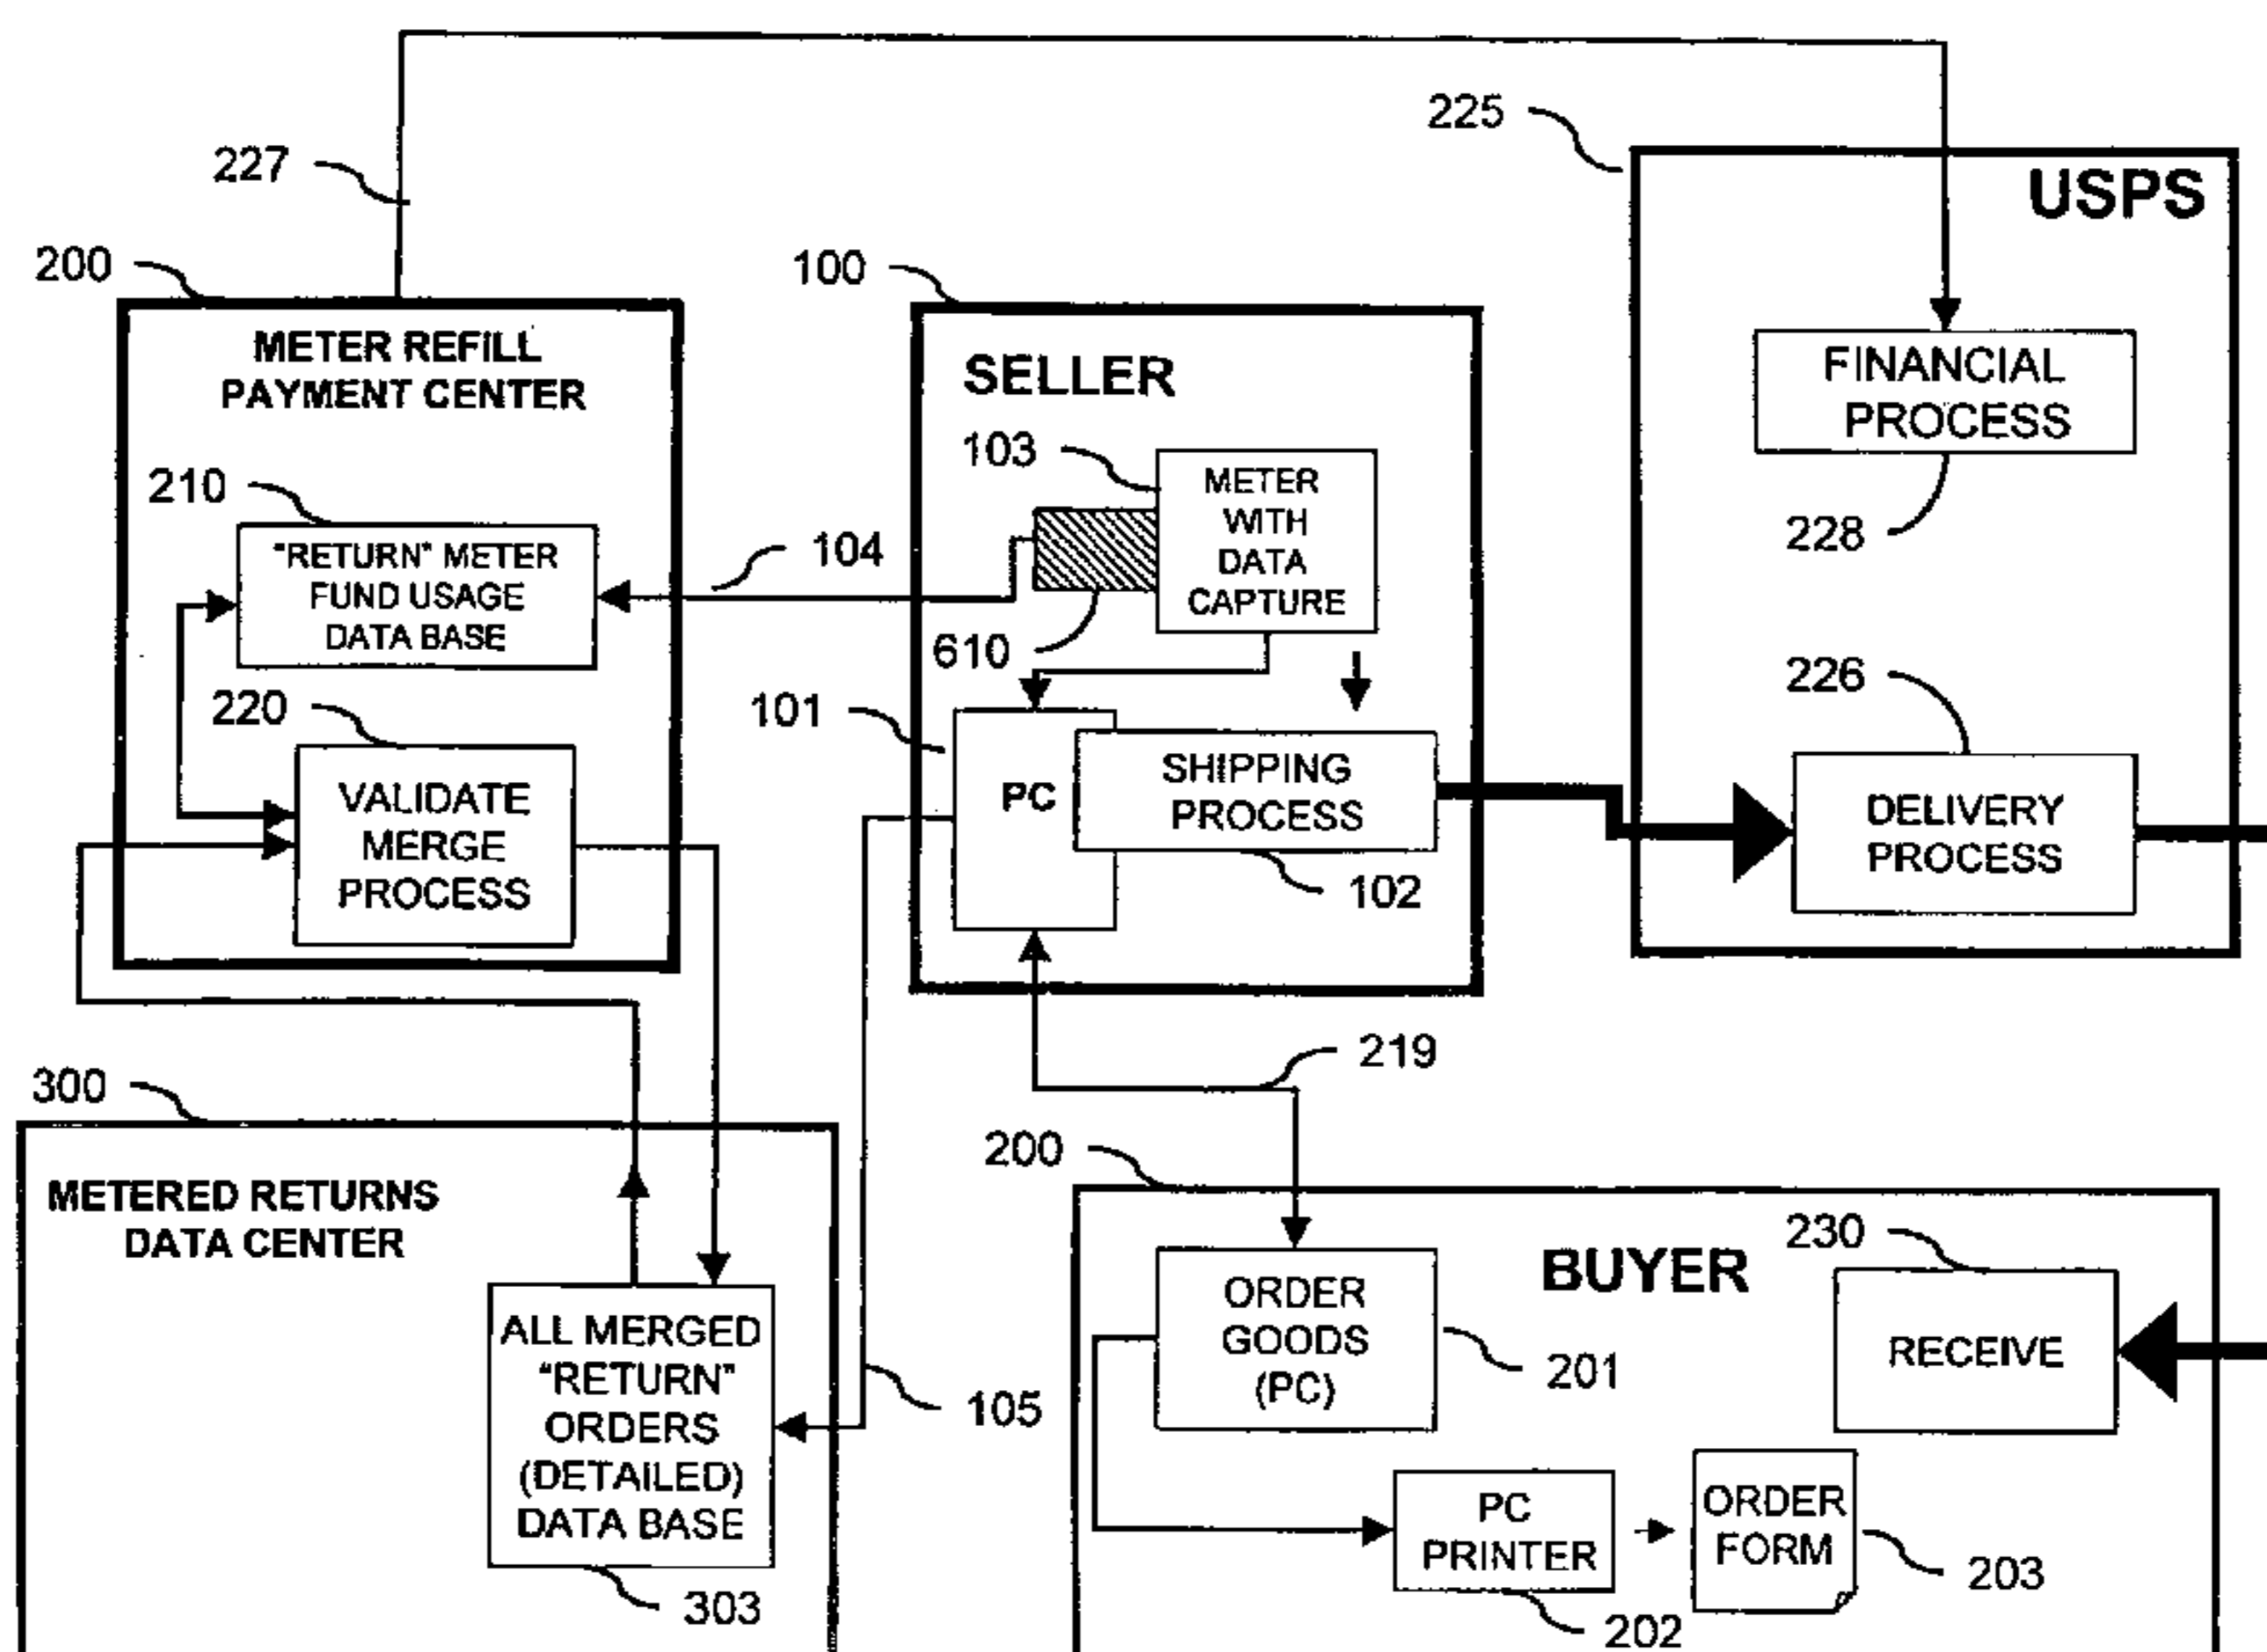 225
USPS
227
200
100
METER REFILL
PAYMENT CENTER
SELLER
FINANCIAL
PROCESS
103
METER
WITH
DATA
CAPTURE
210
228
"RETURN" METER
FUND USAGE
DATA BASE
104
610
226
220
101
VALIDATE
MERGE
PROCESS
PC
SHIPPING
PROCESS
DELIVERY
PROCESS
102
219
300
200
METERED RETURNS
DATA CENTER
230
BUYER
ORDER
GOODS
(PC)
RECEIVE
ALL MERGED
"RETURN"
ORDERS
(DETAILED)
DATA BASE
201
105
PC
PRINTER
ORDER
FORM
203
303
202